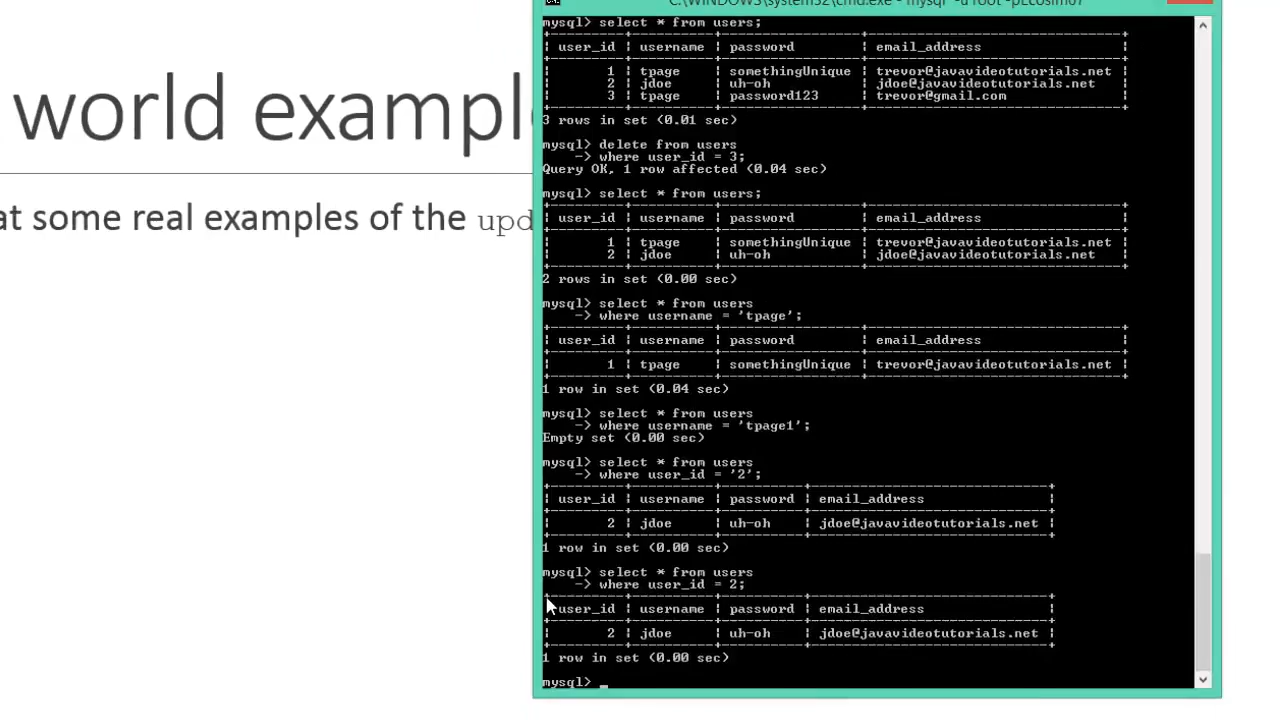 C:\WINDOWS\system32\cmd.exe - mysql -u root -pEcosim07
world example
at some real examples of the upd
mysql> select * from users;
user_id | username | password | email_address
1 | tpage | somethingUnique | trevor@javavideotutorials.net
2 | jdoe | uh-oh | jdoe@javavideotutorials.net
3 | tpage | password123 | trevor@gmail.com
3 rows in set (0.01 sec)
mysql> delete from users
-> where user_id = 3;
Query OK, 1 row affected (0.04 sec)
mysql> select * from users;
user_id | username | password | email_address
1 | tpage | somethingUnique | trevor@javavideotutorials.net
2 | jdoe | uh-oh | jdoe@javavideotutorials.net
2 rows in set (0.00 sec)
mysql> select * from users
-> where username = 'tpage';
user_id | username | password | email_address
1 | tpage | somethingUnique | trevor@javavideotutorials.net
1 row in set (0.04 sec)
mysql> select * from users
-> where username = 'tpage1';
Empty set (0.00 sec)
mysql> select * from users
-> where user_id = '2';
user_id | username | password | email_address
2 | jdoe | uh-oh | jdoe@javavideotutorials.net
1 row in set (0.00 sec)
mysql> select * from users
-> where user_id = 2;
user_id | username | password | email_address
2 | jdoe | uh-oh | jdoe@javavideotutorials.net
1 row in set (0.00 sec)
mysql> _